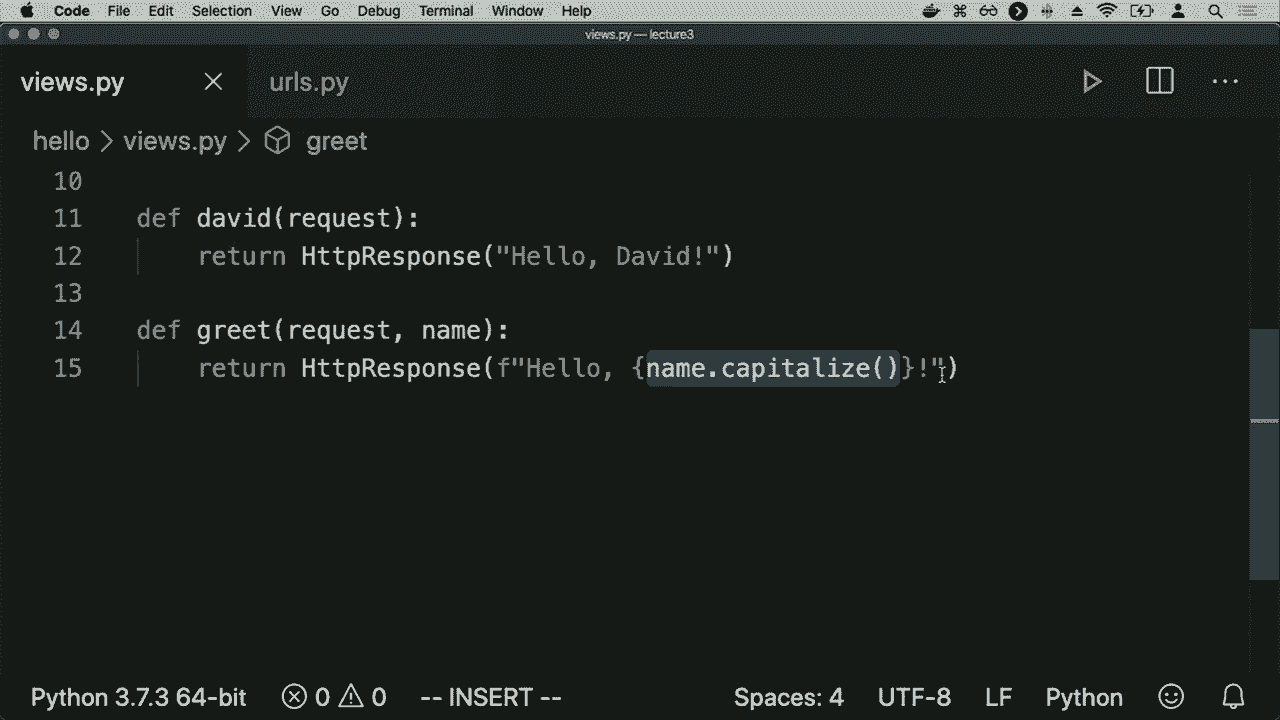 Code File Edit Selection View Go Debug Terminal Window Help
views.py — lecture3
views.py urls.py
hello > views.py > greet
10
11 def david(request):
12 return HttpResponse("Hello, David!")
13
14 def greet(request, name):
15 return HttpResponse(f"Hello, {name.capitalize()}!")
Python 3.7.3 64-bit 0 0 -- INSERT -- Spaces: 4 UTF-8 LF Python